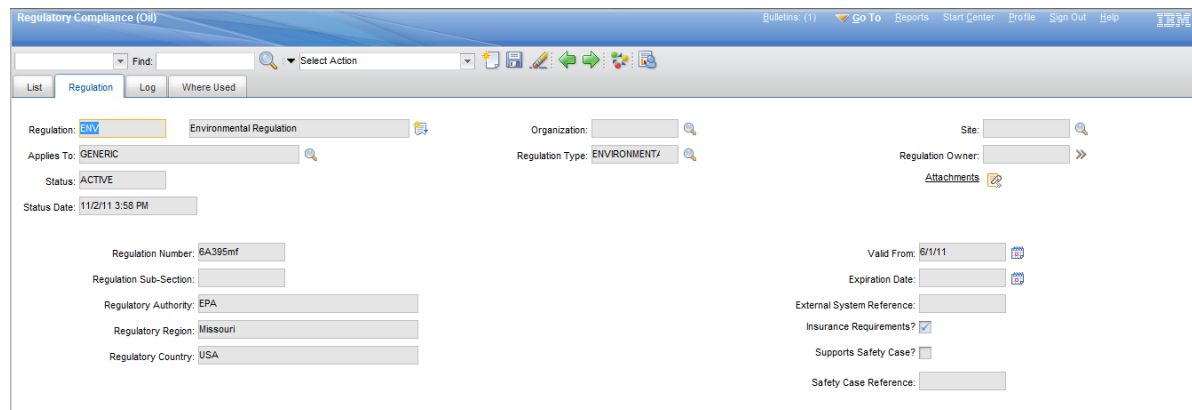 Regulatory Compliance (Oil) Bulletins: (1) Go To Reports Start Center Profile Sign Out Help IBM
Find: Select Action
List Regulation Log Where Used
Regulation: ENV Environmental Regulation Organization: Site:
Applies To: GENERIC Regulation Type: ENVIRONMENTA Regulation Owner:
Status: ACTIVE Attachments
Status Date: 11/2/11 3:58 PM
Regulation Number: 6A395mf Valid From: 6/1/11
Regulation Sub-Section: Expiration Date:
Regulatory Authority: EPA External System Reference:
Regulatory Region: Missouri Insurance Requirements?
Regulatory Country: USA Supports Safety Case?
Safety Case Reference: